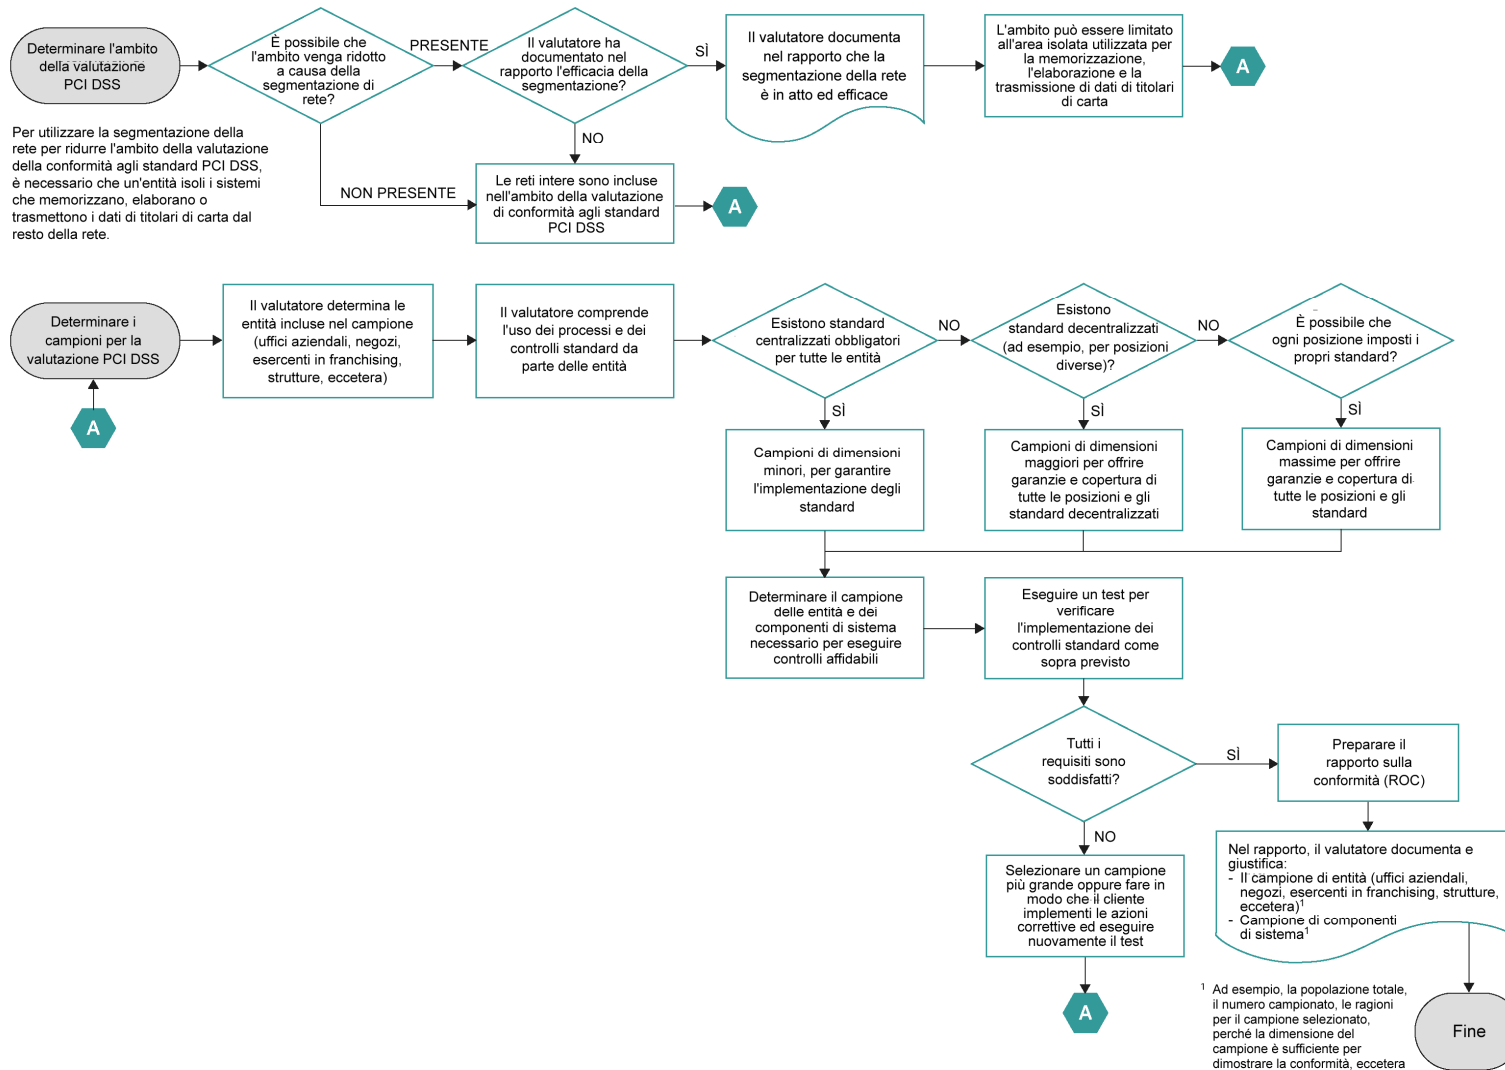 Determinare l'ambito
della valutazione
PCI DSS
È possibile che
l'ambito venga ridotto
a causa della
segmentazione di
rete?
PRESENTE
Il valutatore ha
documentato nel
rapporto l'efficacia della
segmentazione?
SÌ
Il valutatore documenta
nel rapporto che la
segmentazione della rete
è in atto ed efficace
L'ambito può essere limitato
all'area isolata utilizzata per
la memorizzazione,
l'elaborazione e la
trasmissione di dati di titolari
di carta
A
Per utilizzare la segmentazione della
rete per ridurre l'ambito della valutazione
della conformità agli standard PCI DSS,
è necessario che un'entità isoli i sistemi
che memorizzano, elaborano o
trasmettono i dati di titolari di carta dal
resto della rete.
NON PRESENTE
NO
Le reti intere sono incluse
nell'ambito della valutazione
di conformità agli standard
PCI DSS
A
Determinare i
campioni per la
valutazione PCI DSS
A
Il valutatore determina le
entità incluse nel campione
(uffici aziendali, negozi,
esercenti in franchising,
strutture, eccetera)
Il valutatore comprende
l'uso dei processi e dei
controlli standard da
parte delle entità
Esistono standard
centralizzati obbligatori
per tutte le entità
NO
Esistono
standard decentralizzati
(ad esempio, per posizioni
diverse)?
NO
È possibile che
ogni posizione imposti i
propri standard?
SÌ
SÌ
SÌ
Campioni di dimensioni
minori, per garantire
l'implementazione degli
standard
Campioni di dimensioni
maggiori per offrire
garanzie e copertura di
tutte le posizioni e gli
standard decentralizzati
Campioni di dimensioni
massime per offrire
garanzie e copertura di
tutte le posizioni e gli
standard
Determinare il campione
delle entità e dei
componenti di sistema
necessario per eseguire
controlli affidabili
Eseguire un test per
verificare
l'implementazione dei
controlli standard come
sopra previsto
Tutti i
requisiti sono
soddisfatti?
SÌ
Preparare il
rapporto sulla
conformità (ROC)
NO
Selezionare un campione
più grande oppure fare in
modo che il cliente
implementi le azioni
correttive ed eseguire
nuovamente il test
A
Nel rapporto, il valutatore documenta e
giustifica:
- Il campione di entità (uffici aziendali,
negozi, esercenti in franchising, strutture,
eccetera)1
- Campione di componenti
di sistema1
1 Ad esempio, la popolazione totale,
il numero campionato, le ragioni
per il campione selezionato,
perché la dimensione del
campione è sufficiente per
dimostrare la conformità, eccetera
Fine